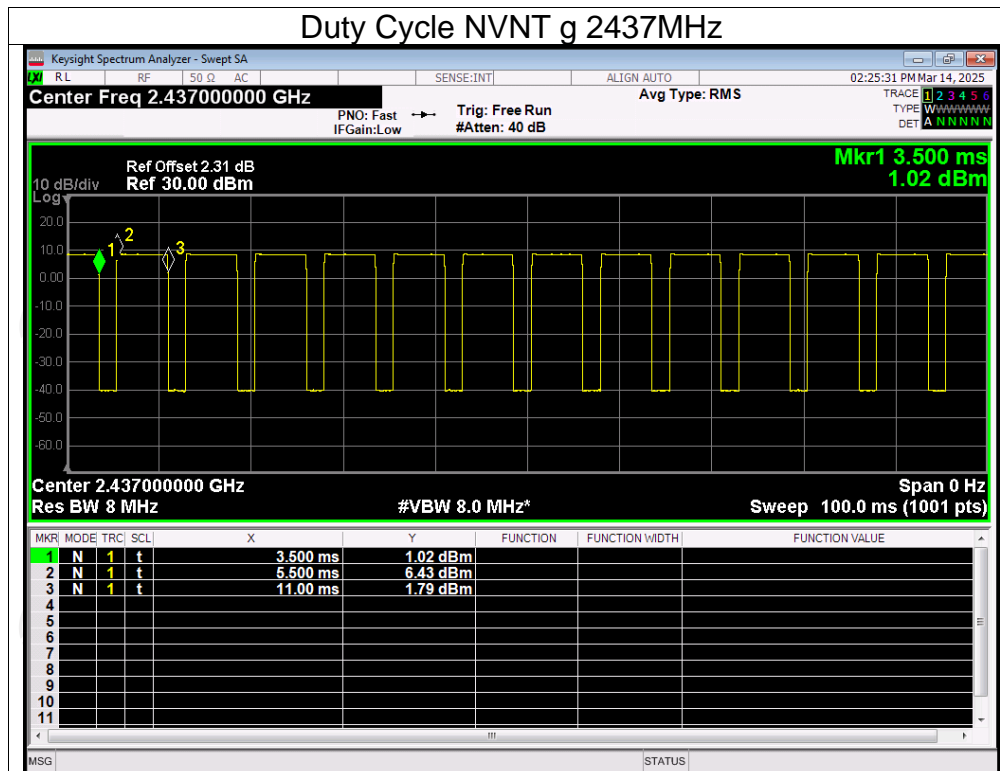 Duty Cycle NVNT g 2437MHz
Keysight Spectrum Analyzer - Swept SA
LXI RL RF 50 Ω AC SENSE:INT ALIGN AUTO 02:25:31 PM Mar 14, 2025
Center Freq 2.437000000 GHz Avg Type: RMS TRACE 1 2 3 4 5 6
PNO: Fast Trig: Free Run TYPE WWWWWWW
IFGain:Low #Atten: 40 dB DET A N N N N N
Mkr1 3.500 ms
1.02 dBm
Ref Offset 2.31 dB
10 dB/div Ref 30.00 dBm
Log
20.0
10.0
0.00
-10.0
-20.0
-30.0
-40.0
-50.0
-60.0
1
2
3
Center 2.437000000 GHz Span 0 Hz
Res BW 8 MHz #VBW 8.0 MHz* Sweep 100.0 ms (1001 pts)
MKR MODE TRC SCL X Y FUNCTION FUNCTION WIDTH FUNCTION VALUE
1 N 1 t 3.500 ms 1.02 dBm
2 N 1 t 5.500 ms 6.43 dBm
3 N 1 t 11.00 ms 1.79 dBm
4
5
6
7
8
9
10
11
MSG STATUS